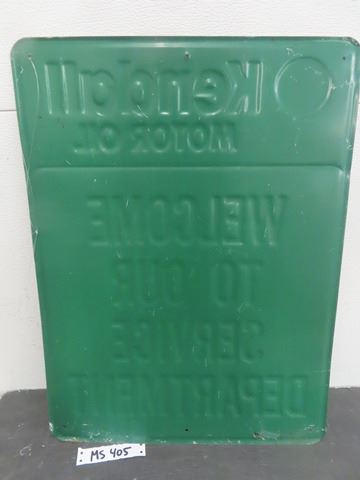 Kendall
MOTOR OIL
WELCOME
TO OUR
SERVICE
DEPARTMENT
MS 405